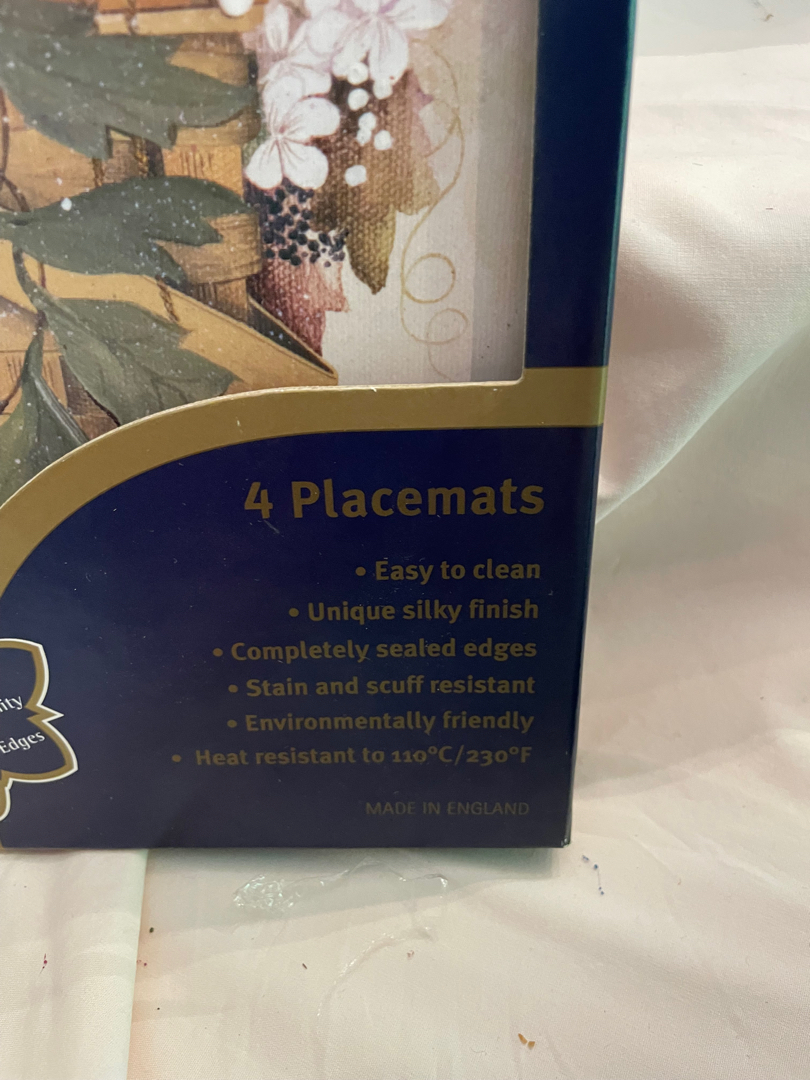 4 Placemats
• Easy to clean
• Unique silky finish
• Completely sealed edges
• Stain and scuff resistant
• Environmentally friendly
• Heat resistant to 110°C/230°F
MADE IN ENGLAND
Edges